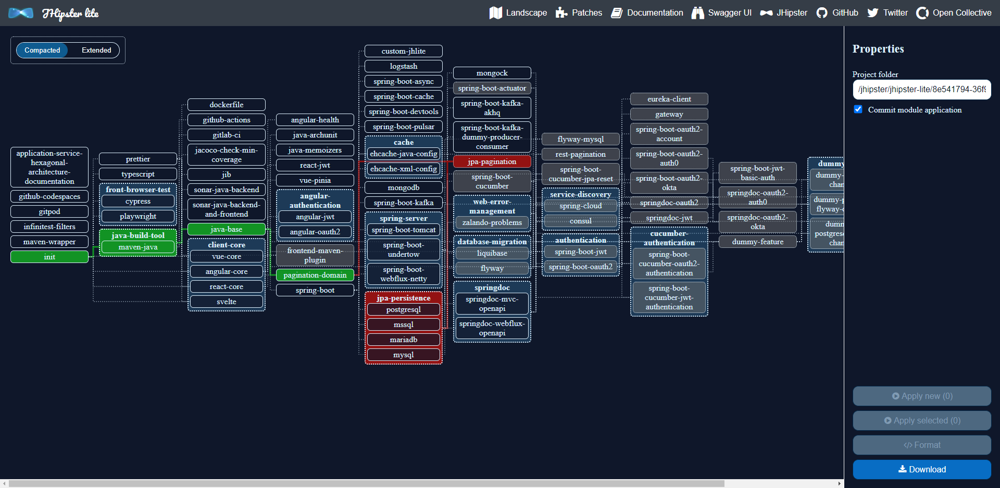 JHipster lite
Landscape
Patches
Documentation
Swagger UI
JHipster
GitHub
Twitter
Open Collective
Compacted
Extended
application-service-
hexagonal-
architecture-
documentation
github-codespaces
gitpod
infinitest-filters
maven-wrapper
init
prettier
typescript
front-browser-test
cypress
playwright
java-build-tool
maven-java
dockerfile
github-actions
gitlab-ci
jacoco-check-min-
coverage
jib
sonar-java-backend
sonar-java-backend-
and-frontend
java-base
client-core
vue-core
angular-core
react-core
svelte
angular-health
java-archunit
java-memoizers
react-jwt
vue-pinia
angular-
authentication
angular-jwt
angular-oauth2
frontend-maven-
plugin
pagination-domain
spring-boot
custom-jhlite
logstash
spring-boot-async
spring-boot-cache
spring-boot-devtools
spring-boot-pulsar
cache
ehcache-java-config
ehcache-xml-config
mongodb
spring-boot-kafka
spring-server
spring-boot-tomcat
spring-boot-
undertow
spring-boot-
webflux-netty
jpa-persistence
postgresql
mssql
mariadb
mysql
mongock
spring-boot-actuator
spring-boot-kafka-
akhq
spring-boot-kafka-
dummy-producer-
consumer
jpa-pagination
spring-boot-
cucumber
web-error-
management
zalando-problems
database-migration
liquibase
flyway
springdoc
springdoc-mvc-
openapi
springdoc-webflux-
openapi
flyway-mysql
rest-pagination
spring-boot-
cucumber-jpa-reset
service-discovery
spring-cloud
consul
authentication
spring-boot-jwt
spring-boot-oauth2
eureka-client
gateway
spring-boot-oauth2-
account
spring-boot-oauth2-
auth0
spring-boot-oauth2-
okta
springdoc-oauth2
springdoc-jwt
cucumber-
authentication
spring-boot-
cucumber-oauth2-
authentication
spring-boot-
cucumber-jwt-
authentication
spring-boot-jwt-
basic-auth
springdoc-oauth2-
auth0
springdoc-oauth2-
okta
dummy-feature
dummy
dummy-
chan
dummy-p
flyway-c
dumm
postgres
chan
Properties
Project folder
/jhipster/jhipster-lite/8e541794-36f9
Commit module application
Apply new (0)
Apply selected (0)
</> Format
Download